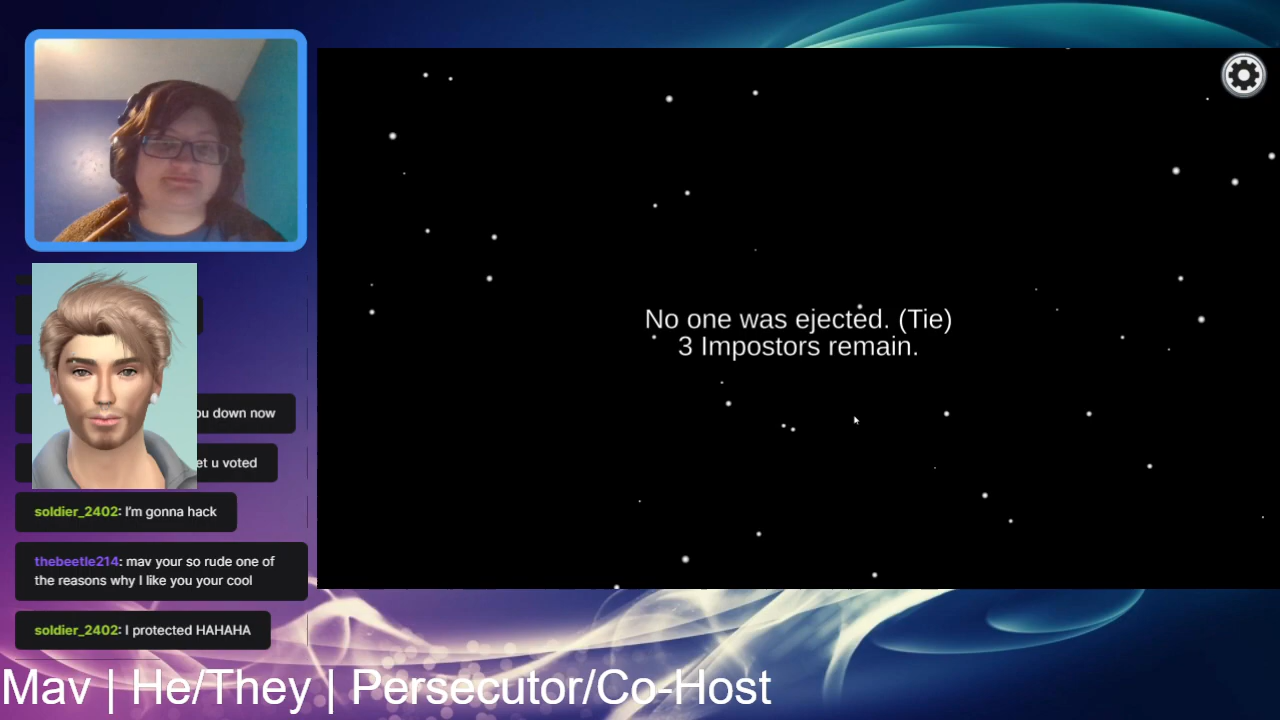 No one was ejected. (Tie)
3 Impostors remain.
ou down now
et u voted
soldier_2402: I'm gonna hack
thebeetle214: mav your so rude one of
the reasons why I like you your cool
soldier_2402: I protected HAHAHA
Mav | He/They | Persecutor/Co-Host